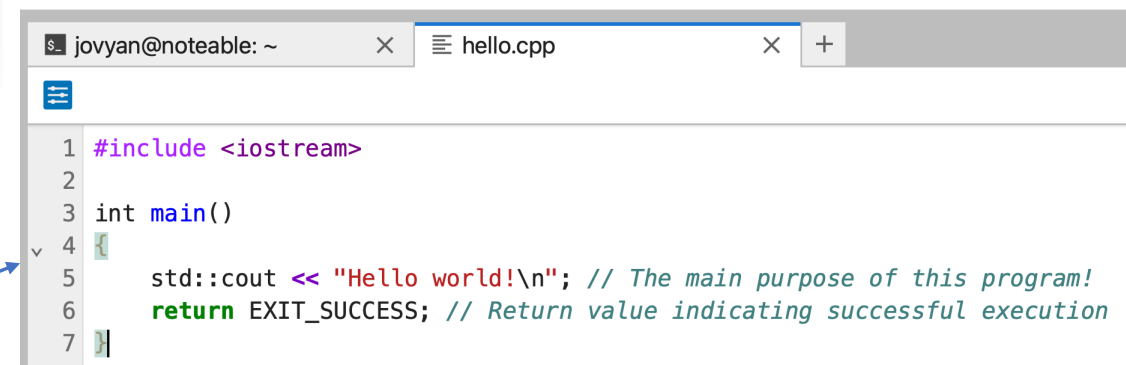 $_ jovyan@noteable: ~ × hello.cpp × +
1 #include <iostream>
2
3 int main()
4 {
5     std::cout << "Hello world!\n"; // The main purpose of this program!
6     return EXIT_SUCCESS; // Return value indicating successful execution
7 }